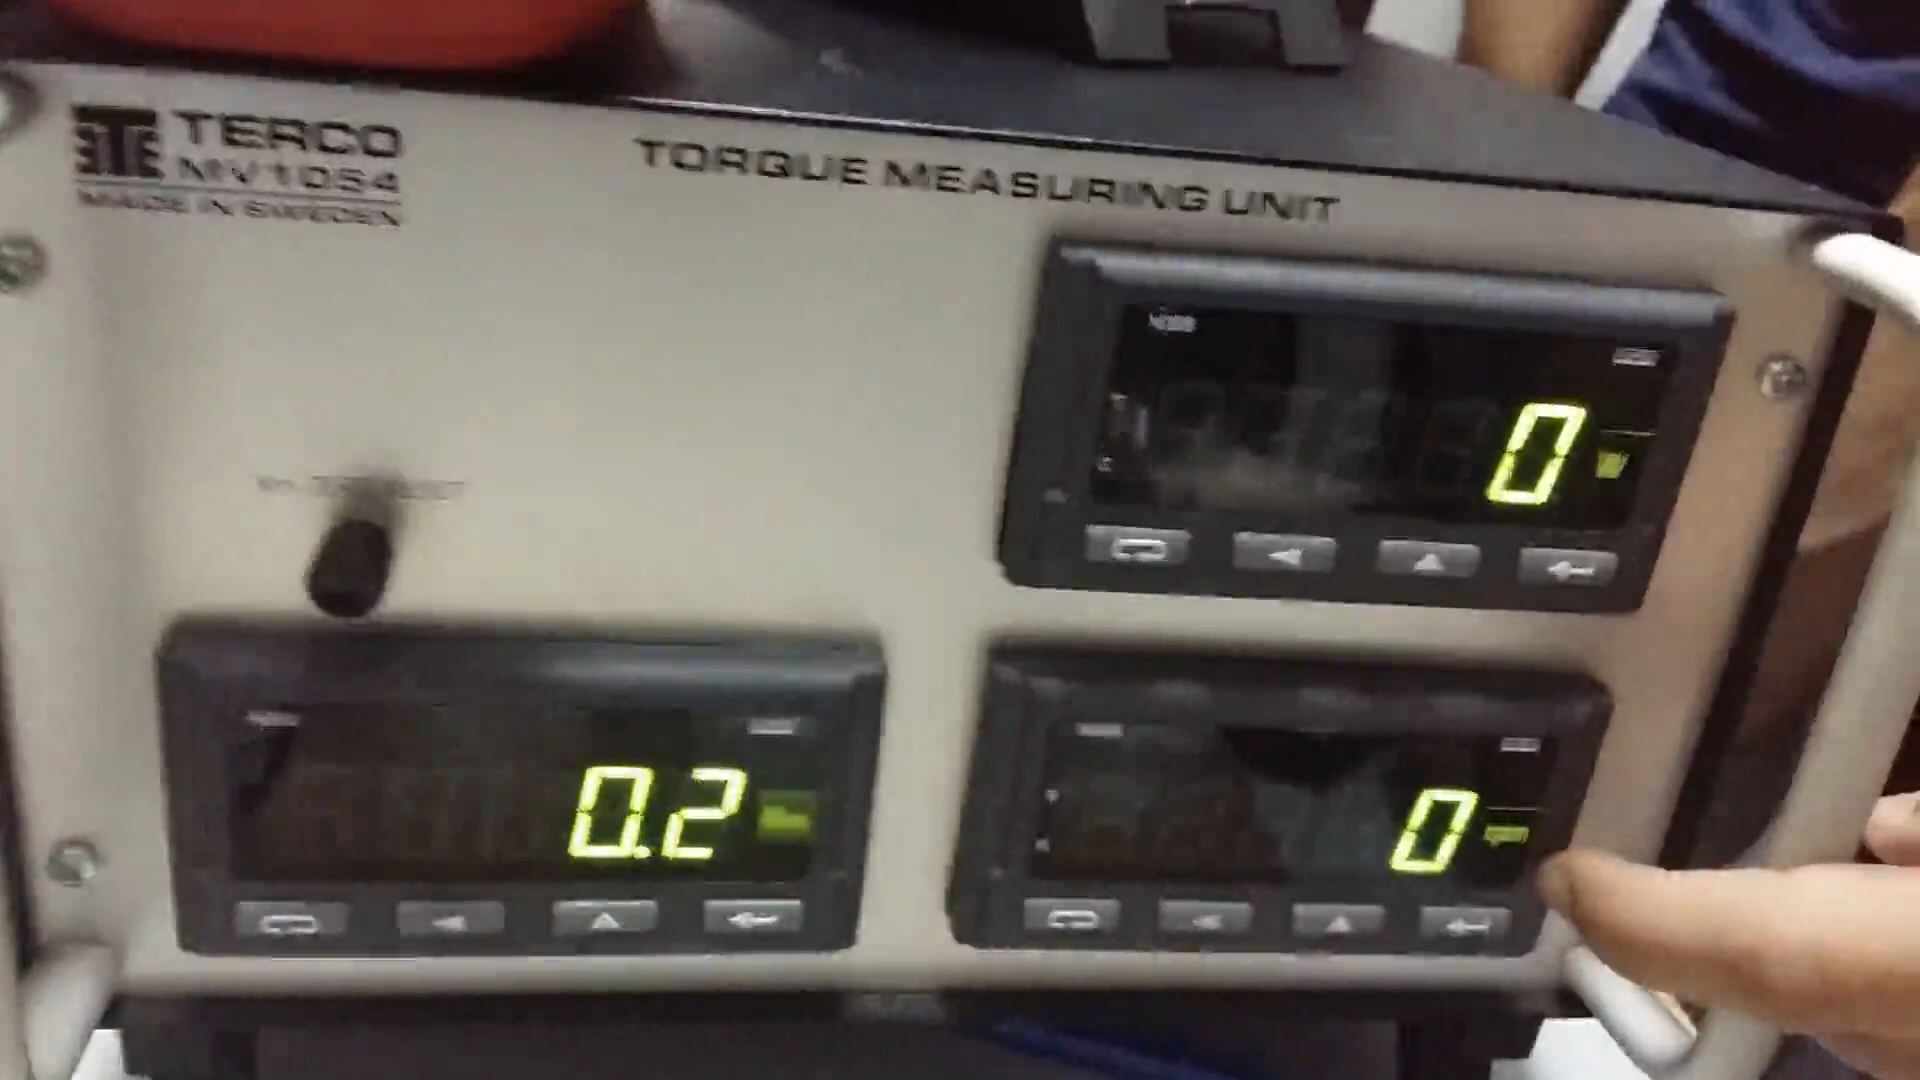 TERCO
MV1054
MADE IN SWEDEN
TORQUE MEASURING UNIT
0
W
0.2
0